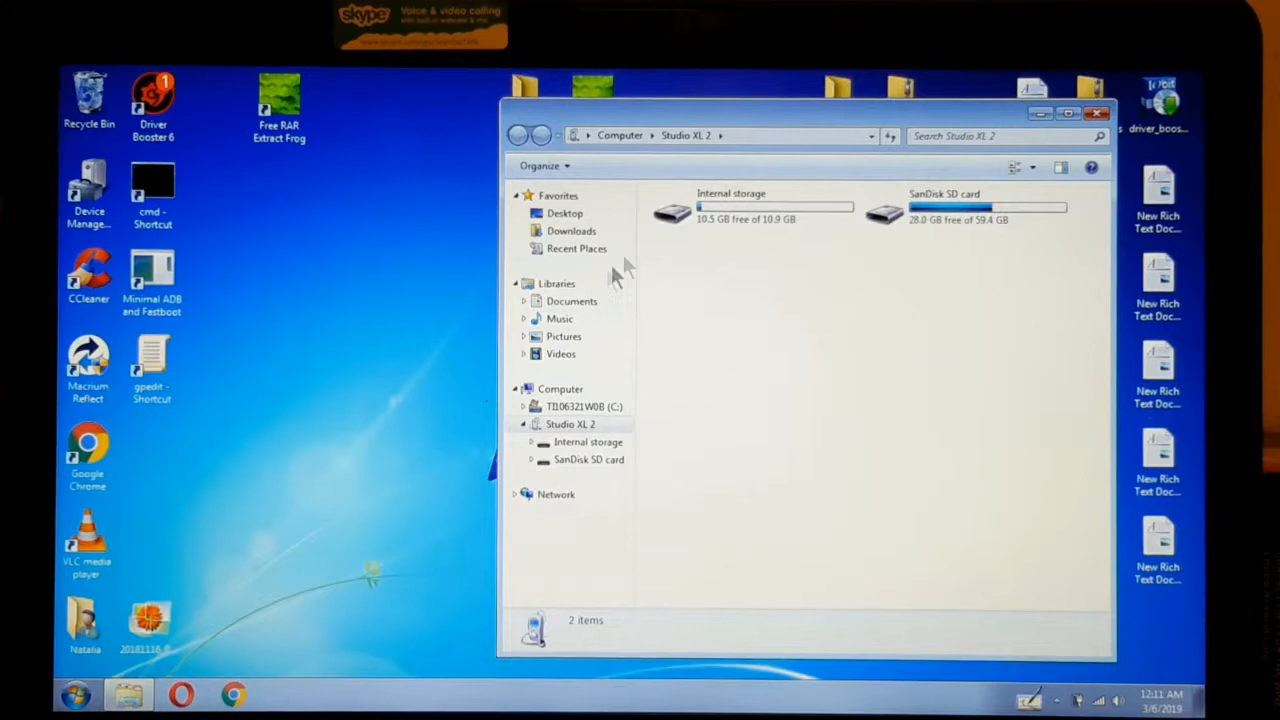 skype
Voice & video calling
Recycle Bin
Driver
Booster 6
1
Free RAR
Extract Frog
Device
Manage...
cmd -
Shortcut
CCleaner
Minimal ADB
and Fastboot
Macrium
Reflect
gpedit -
Shortcut
Google
Chrome
VLC media
player
Natalia
Computer
Studio XL 2
Search Studio XL 2
Organize
Favorites
Desktop
Downloads
Recent Places
Libraries
Documents
Music
Pictures
Videos
Computer
TI106321W0B (C:)
Studio XL 2
Internal storage
SanDisk SD card
Network
Internal storage
10.5 GB free of 10.9 GB
SanDisk SD card
28.0 GB free of 59.4 GB
2 items
driver_boos...
New Rich
Text Doc...
New Rich
Text Doc...
New Rich
Text Doc...
New Rich
Text Doc...
New Rich
Text Doc...
12:11 AM
3/6/2019